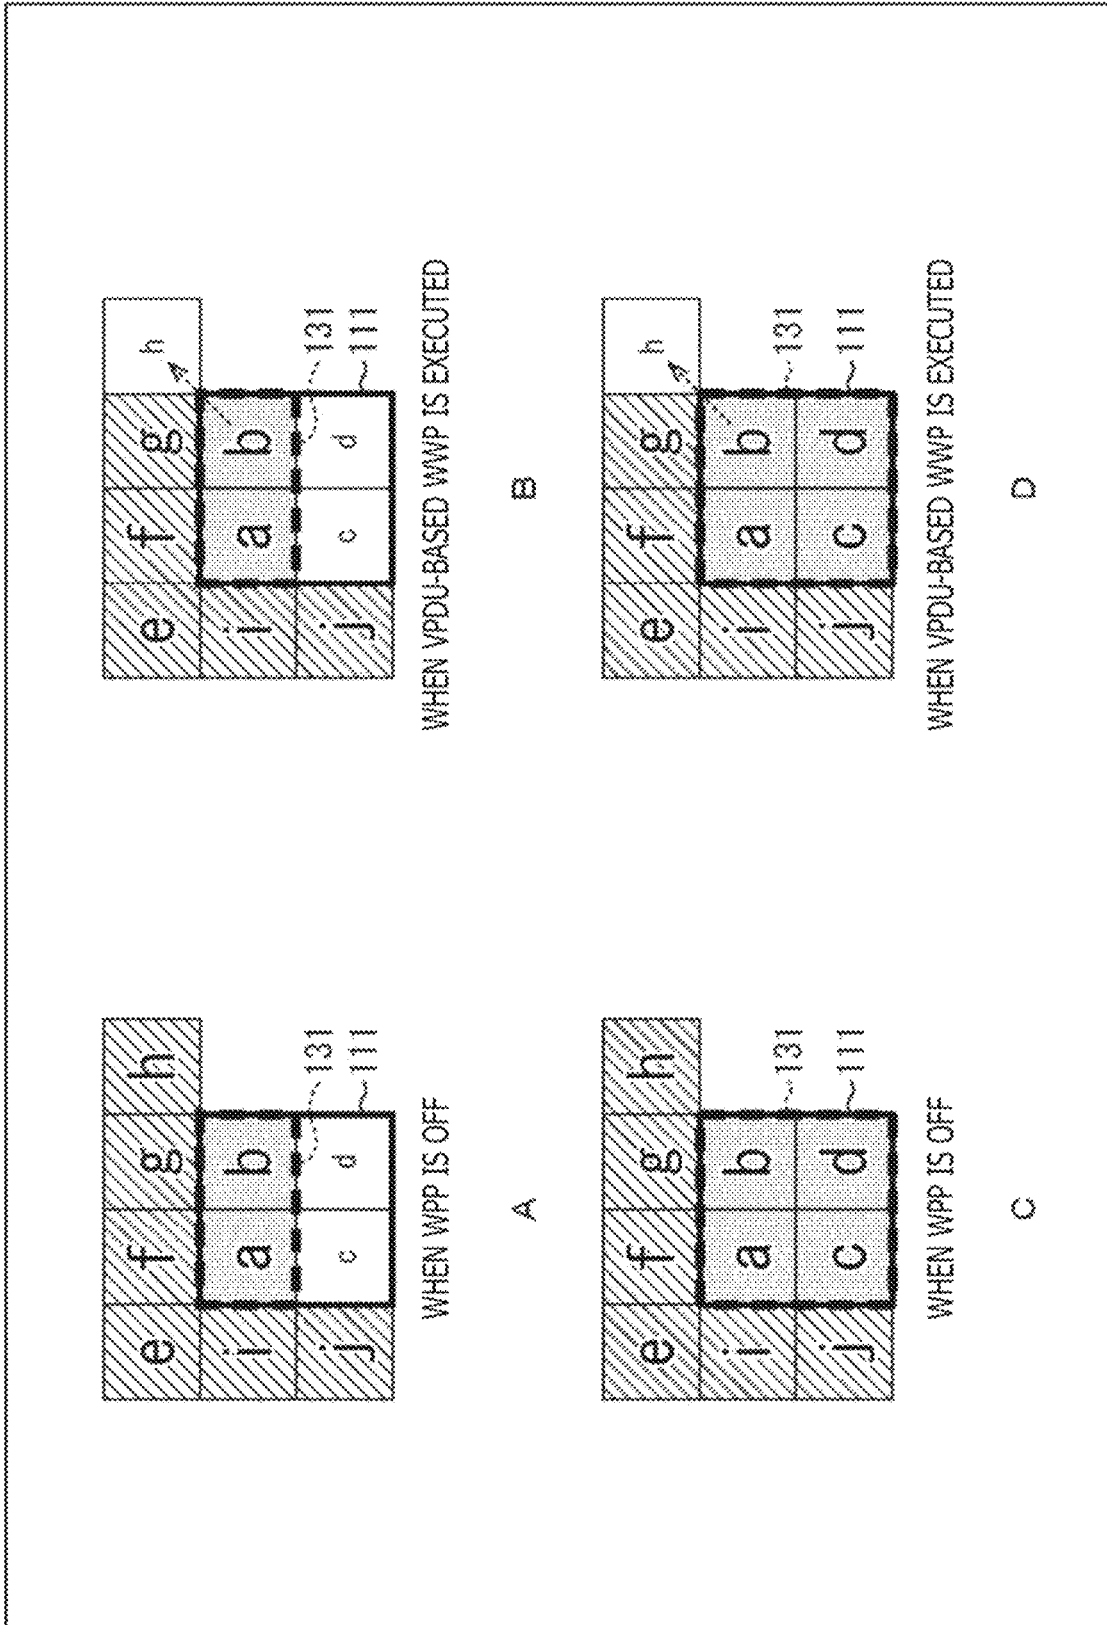 e f g h
i a b
j c d
131
111
WHEN WPP IS OFF
A
e f g h
i a b
j c d
131
111
WHEN VPDU-BASED WWP IS EXECUTED
B
e f g h
i a b 131
j c d 111
WHEN WPP IS OFF
C
e f g h
i a b 131
j c d 111
WHEN VPDU-BASED WWP IS EXECUTED
D